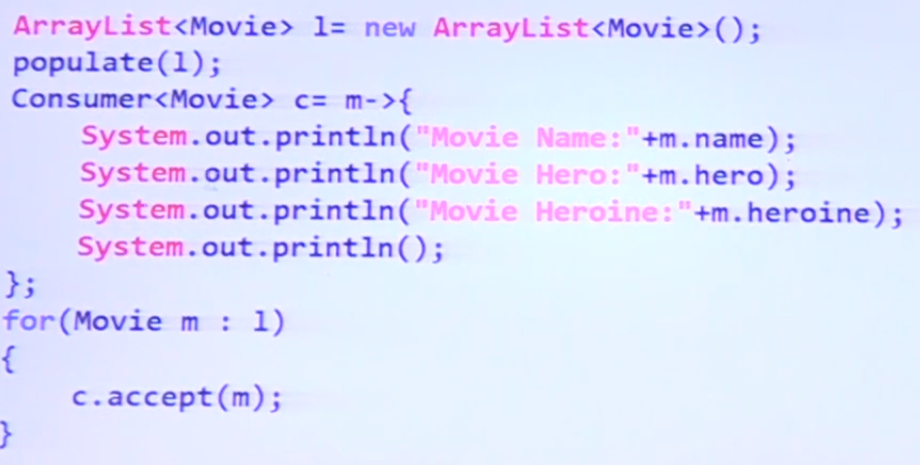 ArrayList<Movie> l= new ArrayList<Movie>();
populate(l);
Consumer<Movie> c= m->{
System.out.println("Movie Name:"+m.name);
System.out.println("Movie Hero:"+m.hero);
System.out.println("Movie Heroine:"+m.heroine);
System.out.println();
};
for(Movie m : l)
{
c.accept(m);
}